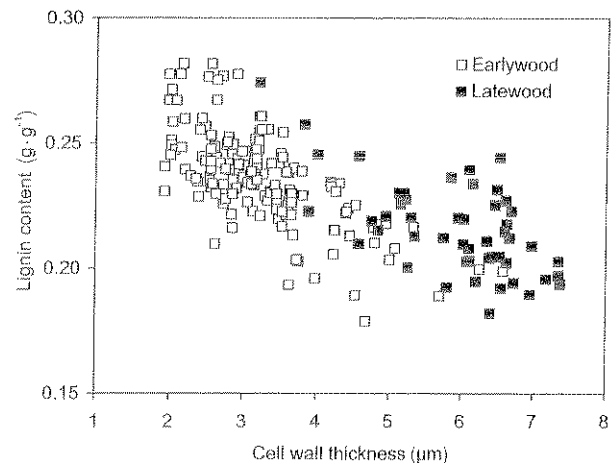 0.30
0.25
0.20
0.15
Lignin content (g·g⁻¹)
Earlywood
Latewood
1 2 3 4 5 6 7 8
Cell wall thickness (µm)